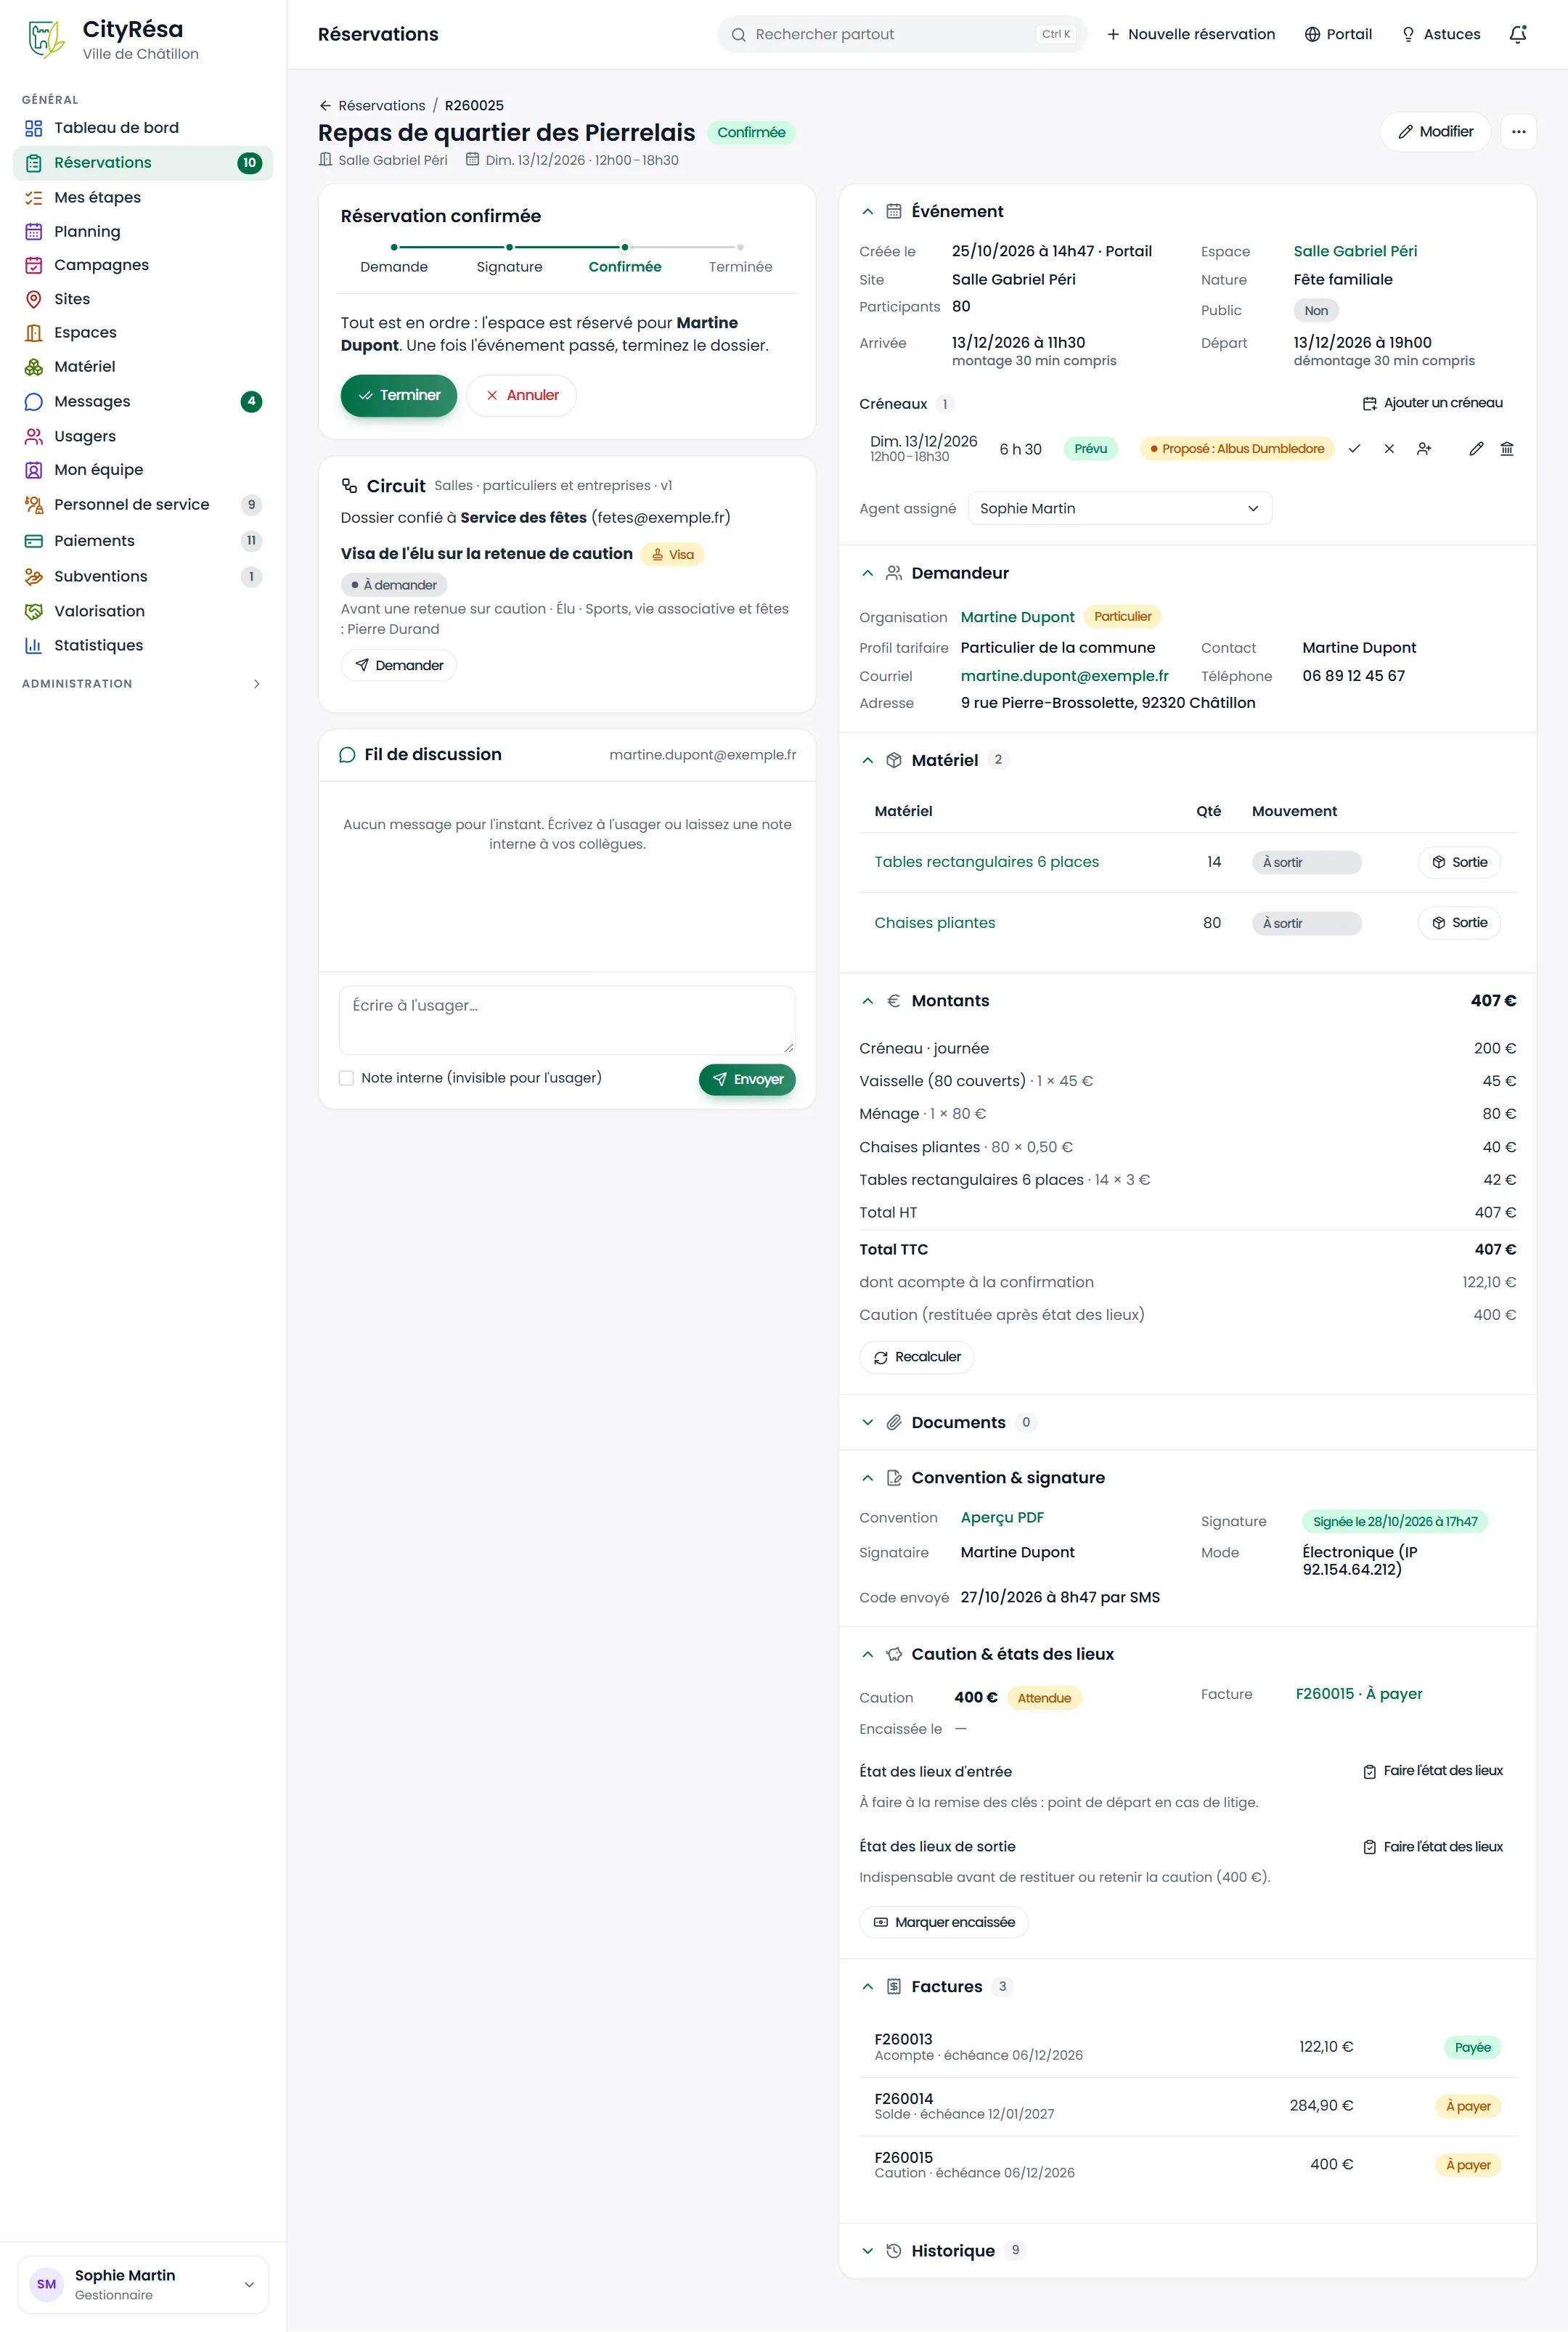 CityRésa
Ville de Châtillon
GÉNÉRAL
Tableau de bord
Réservations 10
Mes étapes
Planning
Campagnes
Sites
Espaces
Matériel
Messages 4
Usagers
Mon équipe
Personnel de service 9
Paiements 11
Subventions 1
Valorisation
Statistiques
ADMINISTRATION
SM
Sophie Martin
Gestionnaire
Réservations
Rechercher partout Ctrl K
Nouvelle réservation
Portail
Astuces
Réservations / R260025
Repas de quartier des Pierrelais Confirmée
Salle Gabriel Péri Dim. 13/12/2026 · 12h00–18h30
Modifier
Réservation confirmée
Demande Signature Confirmée Terminée
Tout est en ordre : l'espace est réservé pour Martine
Dupont. Une fois l'événement passé, terminez le dossier.
Terminer Annuler
Circuit Salles · particuliers et entreprises · v1
Dossier confié à Service des fêtes (fetes@exemple.fr)
Visa de l'élu sur la retenue de caution Visa
À demander
Avant une retenue sur caution · Élu · Sports, vie associative et fêtes
: Pierre Durand
Demander
Fil de discussion martine.dupont@exemple.fr
Aucun message pour l'instant. Écrivez à l'usager ou laissez une note
interne à vos collègues.
Écrire à l'usager...
Note interne (invisible pour l'usager) Envoyer
Événement
Créée le 25/10/2026 à 14h47 · Portail Espace Salle Gabriel Péri
Site Salle Gabriel Péri Nature Fête familiale
Participants 80 Public Non
Arrivée 13/12/2026 à 11h30 Départ 13/12/2026 à 19h00
montage 30 min compris démontage 30 min compris
Créneaux 1 Ajouter un créneau
Dim. 13/12/2026
12h00–18h30
6 h 30 Prévu Proposé : Albus Dumbledore
Agent assigné Sophie Martin
Demandeur
Organisation Martine Dupont Particulier
Profil tarifaire Particulier de la commune Contact Martine Dupont
Courriel martine.dupont@exemple.fr Téléphone 06 89 12 45 67
Adresse 9 rue Pierre-Brossolette, 92320 Châtillon
Matériel 2
Matériel Qté Mouvement
Tables rectangulaires 6 places 14 À sortir Sortie
Chaises pliantes 80 À sortir Sortie
Montants 407 €
Créneau · journée 200 €
Vaisselle (80 couverts) · 1 × 45 € 45 €
Ménage · 1 × 80 € 80 €
Chaises pliantes · 80 × 0,50 € 40 €
Tables rectangulaires 6 places · 14 × 3 € 42 €
Total HT 407 €
Total TTC 407 €
dont acompte à la confirmation 122,10 €
Caution (restituée après état des lieux) 400 €
Recalculer
Documents 0
Convention & signature
Convention Aperçu PDF Signature Signée le 28/10/2026 à 17h47
Signataire Martine Dupont Mode Électronique (IP
92.154.64.212)
Code envoyé 27/10/2026 à 8h47 par SMS
Caution & états des lieux
Caution 400 € Attendue Facture F260015 · À payer
Encaissée le —
État des lieux d'entrée Faire l'état des lieux
À faire à la remise des clés : point de départ en cas de litige.
État des lieux de sortie Faire l'état des lieux
Indispensable avant de restituer ou retenir la caution (400 €).
Marquer encaissée
Factures 3
F260013 122,10 € Payée
Acompte · échéance 06/12/2026
F260014 284,90 € À payer
Solde · échéance 12/01/2027
F260015 400 € À payer
Caution · échéance 06/12/2026
Historique 9